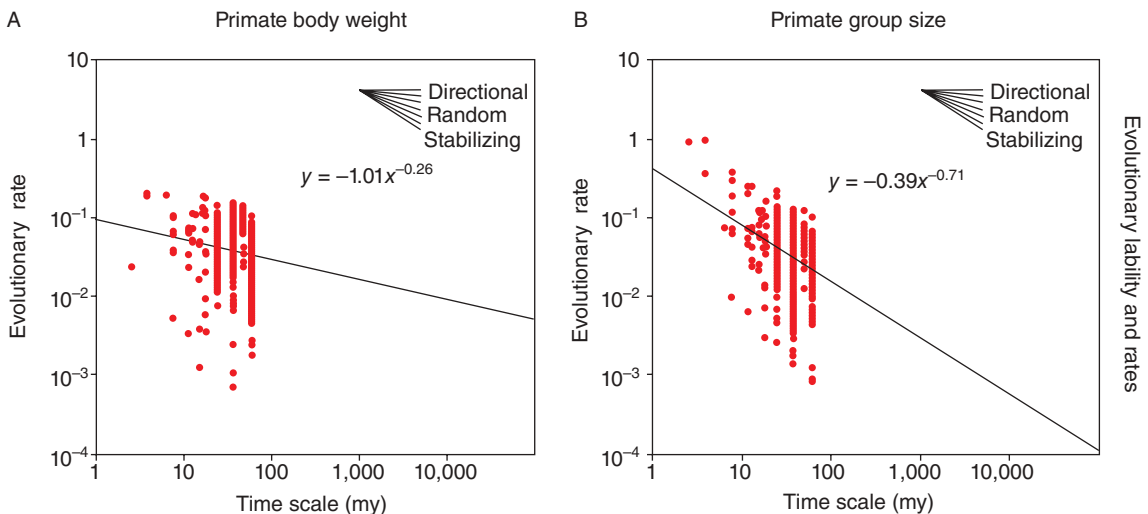 A
Primate body weight
10
1
10⁻¹
10⁻²
10⁻³
10⁻⁴
Evolutionary rate
Directional
Random
Stabilizing
y = −1.01x^−0.26
1
10
100
1,000
10,000
Time scale (my)
B
Primate group size
10
1
10⁻¹
10⁻²
10⁻³
10⁻⁴
Evolutionary rate
Directional
Random
Stabilizing
y = −0.39x^−0.71
1
10
100
1,000
10,000
Time scale (my)
Evolutionary lability and rates